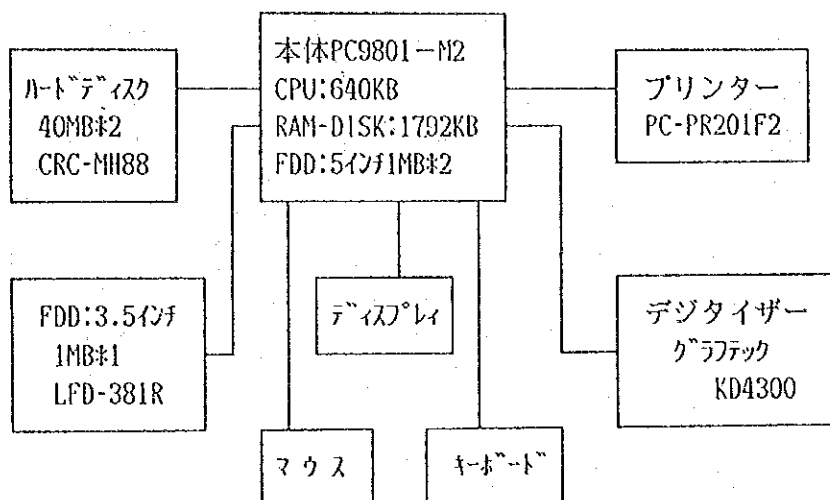 本体PC9801-M2
CPU:640KB
RAM-DISK:1792KB
FDD:5インチ1MB*2
ハードディスク
40MB*2
CRC-MH88
プリンター
PC-PR201F2
FDD:3.5インチ
1MB*1
LFD-381R
ディスプレィ
デジタイザー
グラフテック
KD4300
マウス
キーボード